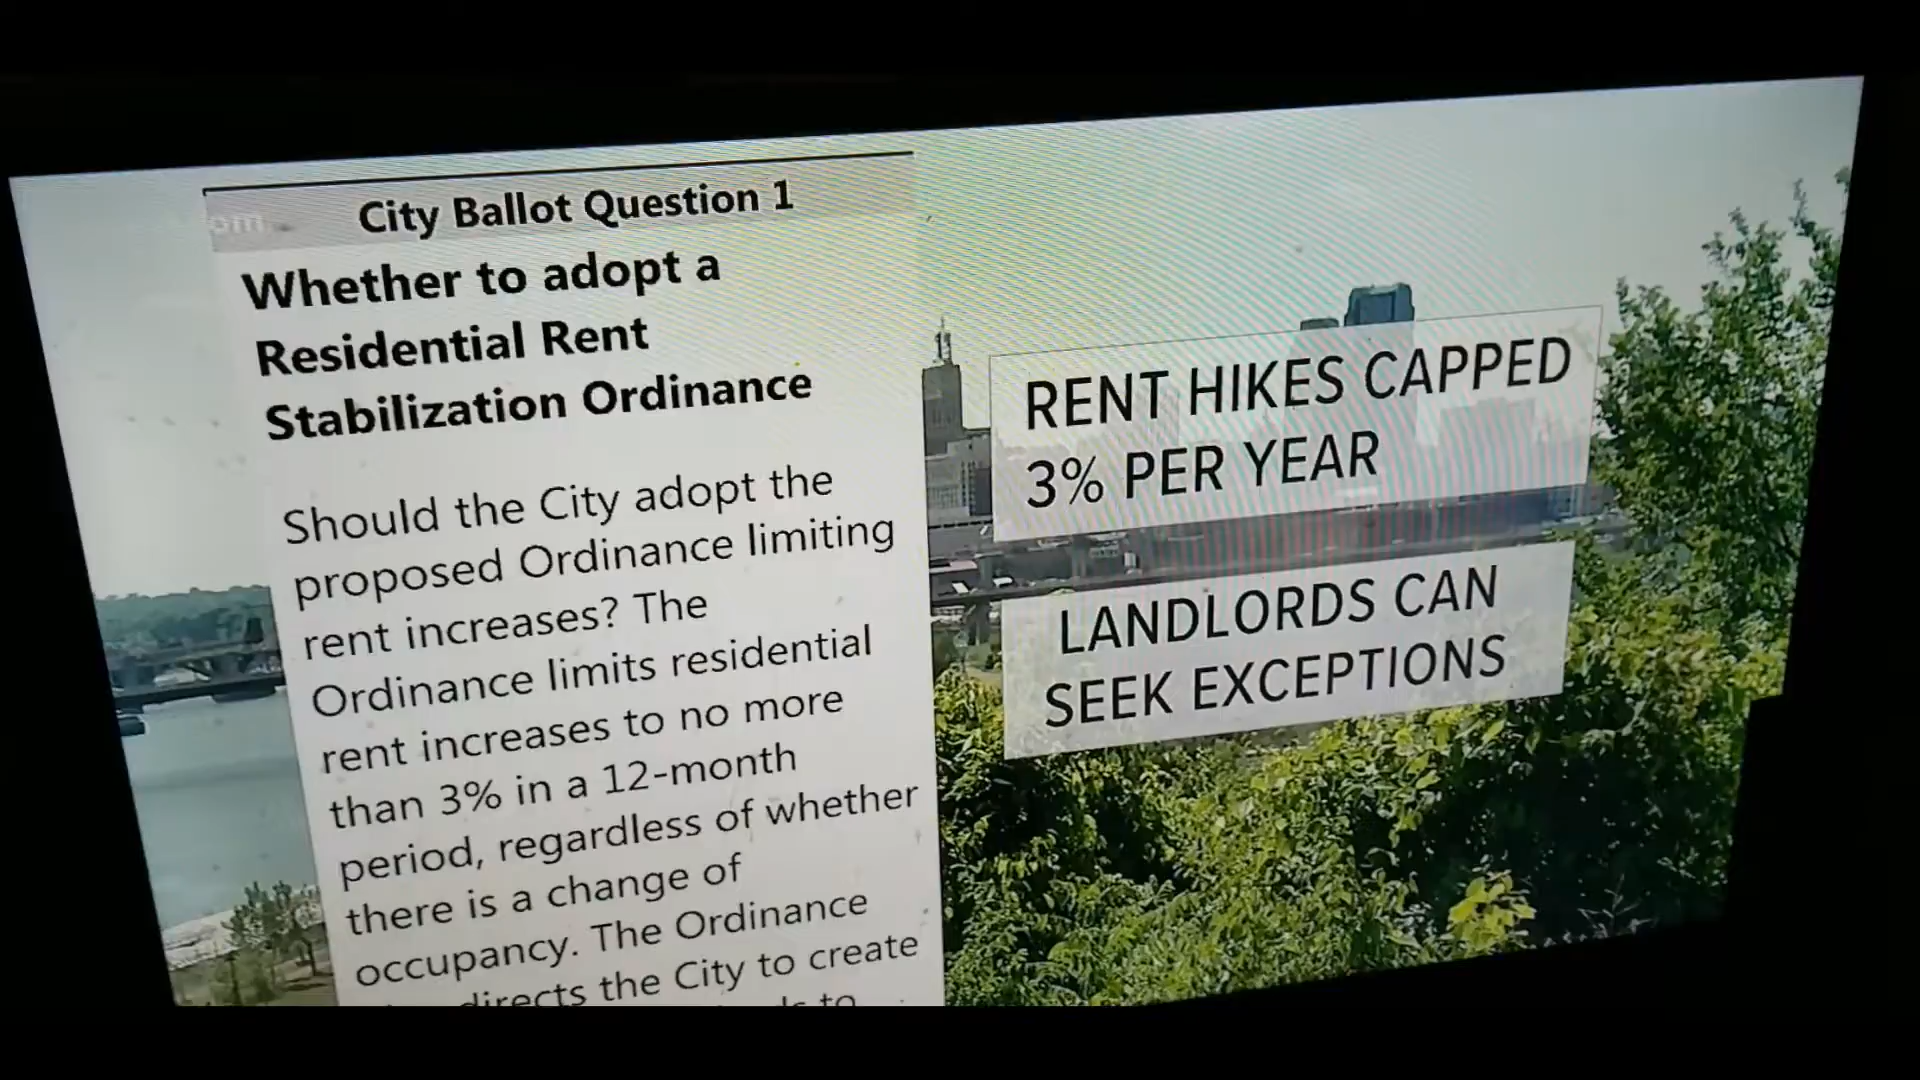 City Ballot Question 1
Whether to adopt a
Residential Rent
Stabilization Ordinance
Should the City adopt the
proposed Ordinance limiting
rent increases? The
Ordinance limits residential
rent increases to no more
than 3% in a 12-month
period, regardless of whether
there is a change of
occupancy. The Ordinance
directs the City to create
to
RENT HIKES CAPPED
3% PER YEAR
LANDLORDS CAN
SEEK EXCEPTIONS